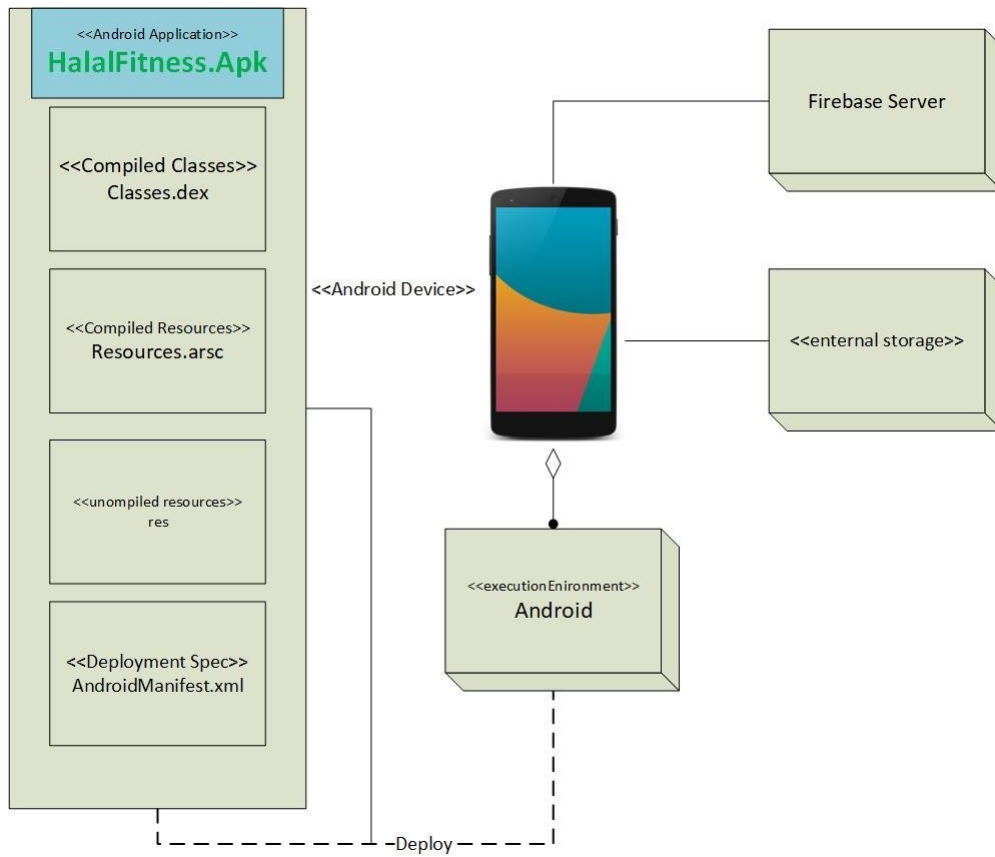 <<Android Application>>
HalalFitness.Apk
<<Compiled Classes>>
Classes.dex
<<Compiled Resources>>
Resources.arsc
<<unompiled resources>>
res
<<Deployment Spec>>
AndroidManifest.xml
<<Android Device>>
Firebase Server
<<enternal storage>>
<<executionEnironment>>
Android
Deploy